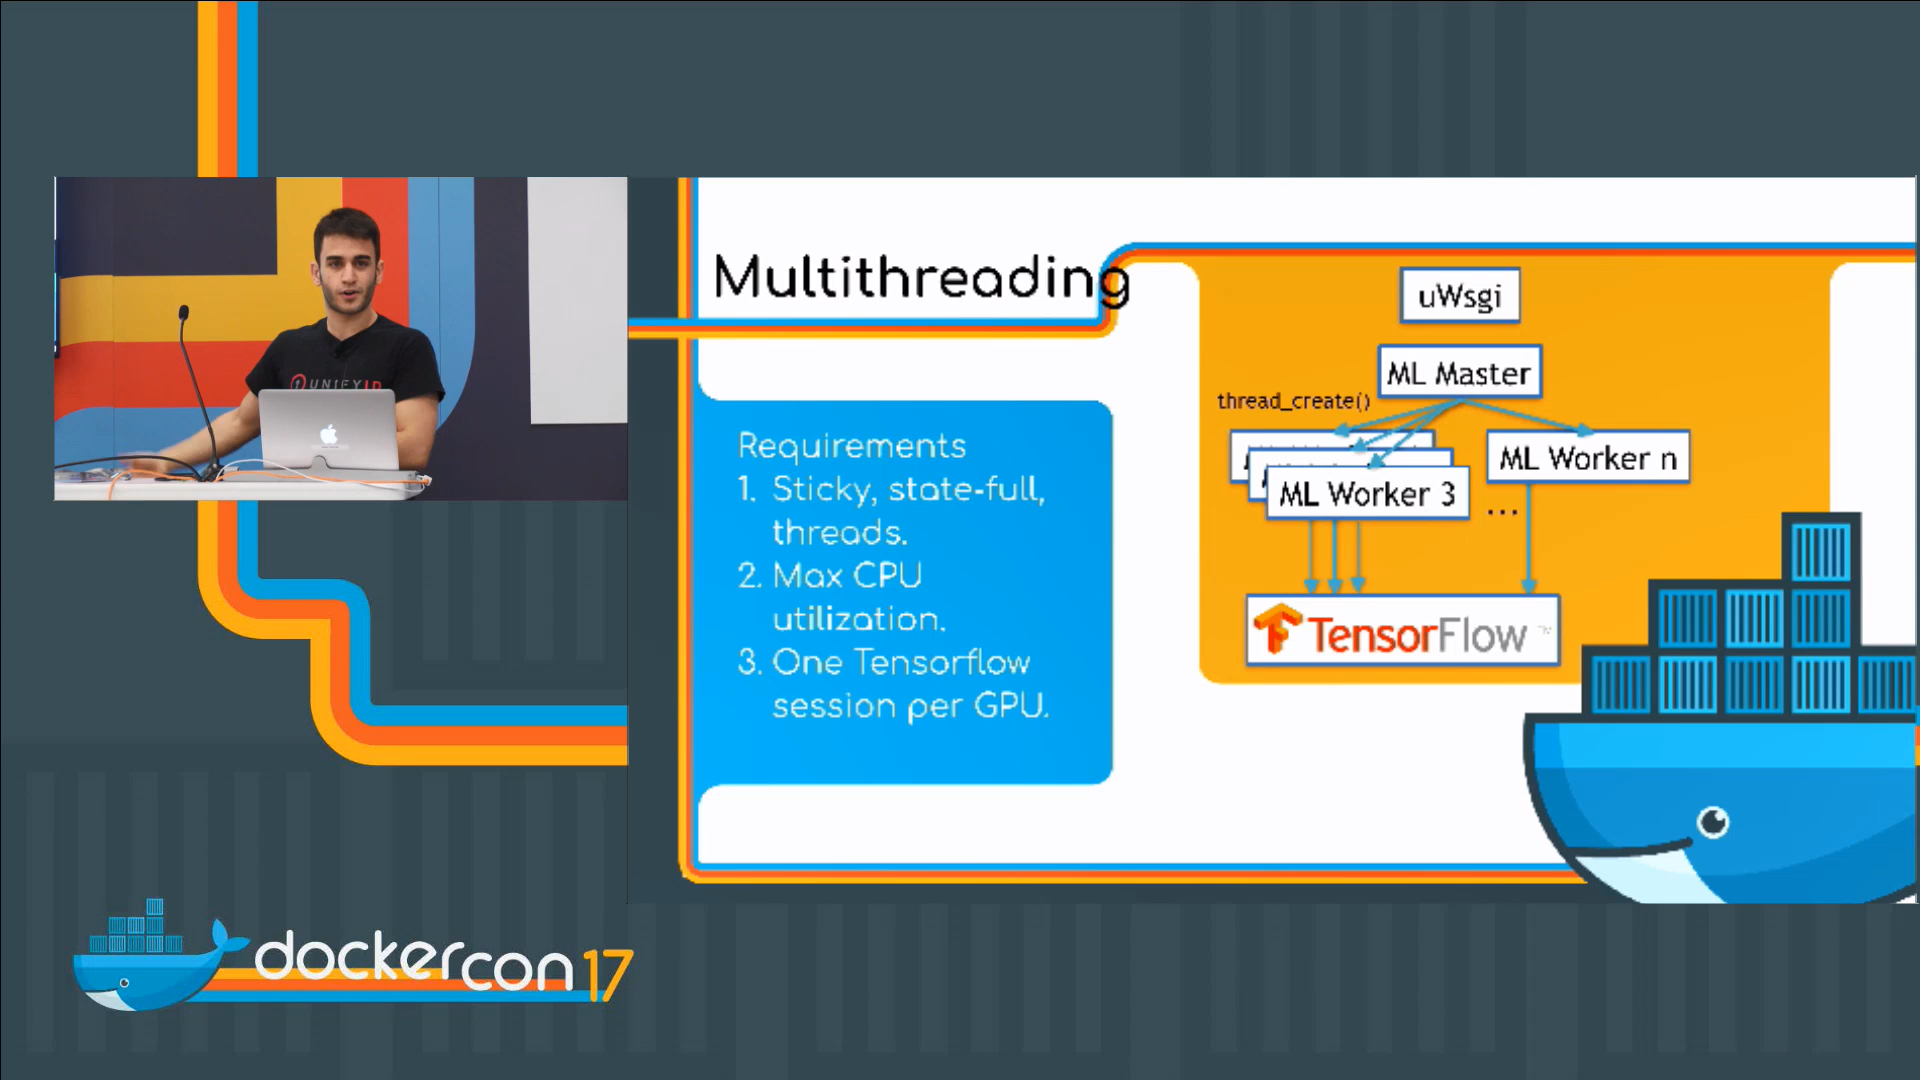 UNIFYID
Multithreading
Requirements
1. Sticky, state-full,
threads.
2. Max CPU
utilization.
3. One Tensorflow
session per GPU.
uWsgi
ML Master
thread_create()
ML Worker 3
...
ML Worker n
TensorFlow
dockercon17